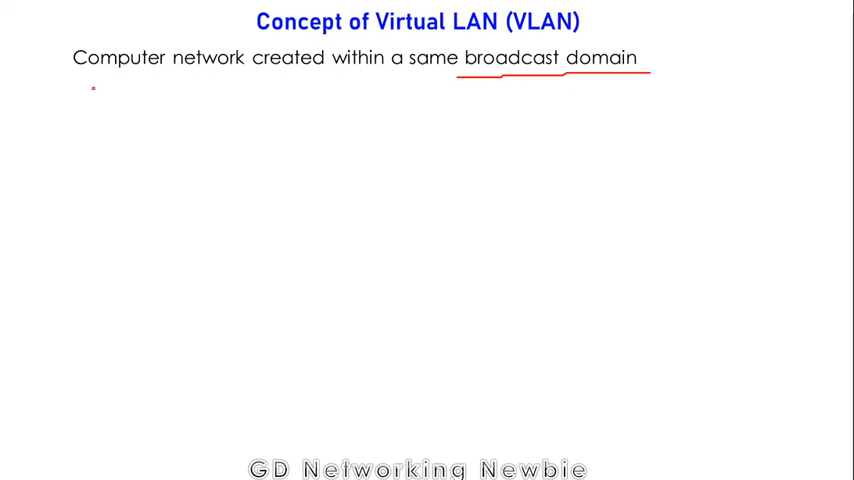 Concept of Virtual LAN (VLAN)
Computer network created within a same broadcast domain
GD Networking Newbie